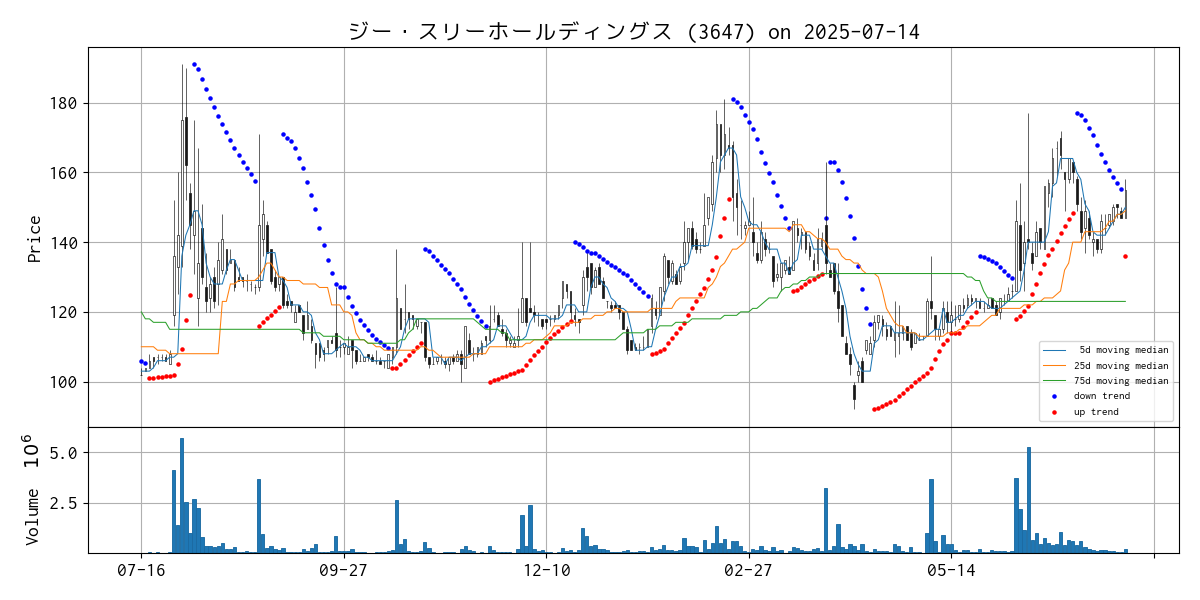 ジー・スリーホールディングス (3647) on 2025-07-14
Price
180
160
140
120
100
5d moving median
25d moving median
75d moving median
down trend
up trend
Volume 10^6
5.0
2.5
07-16 09-27 12-10 02-27 05-14